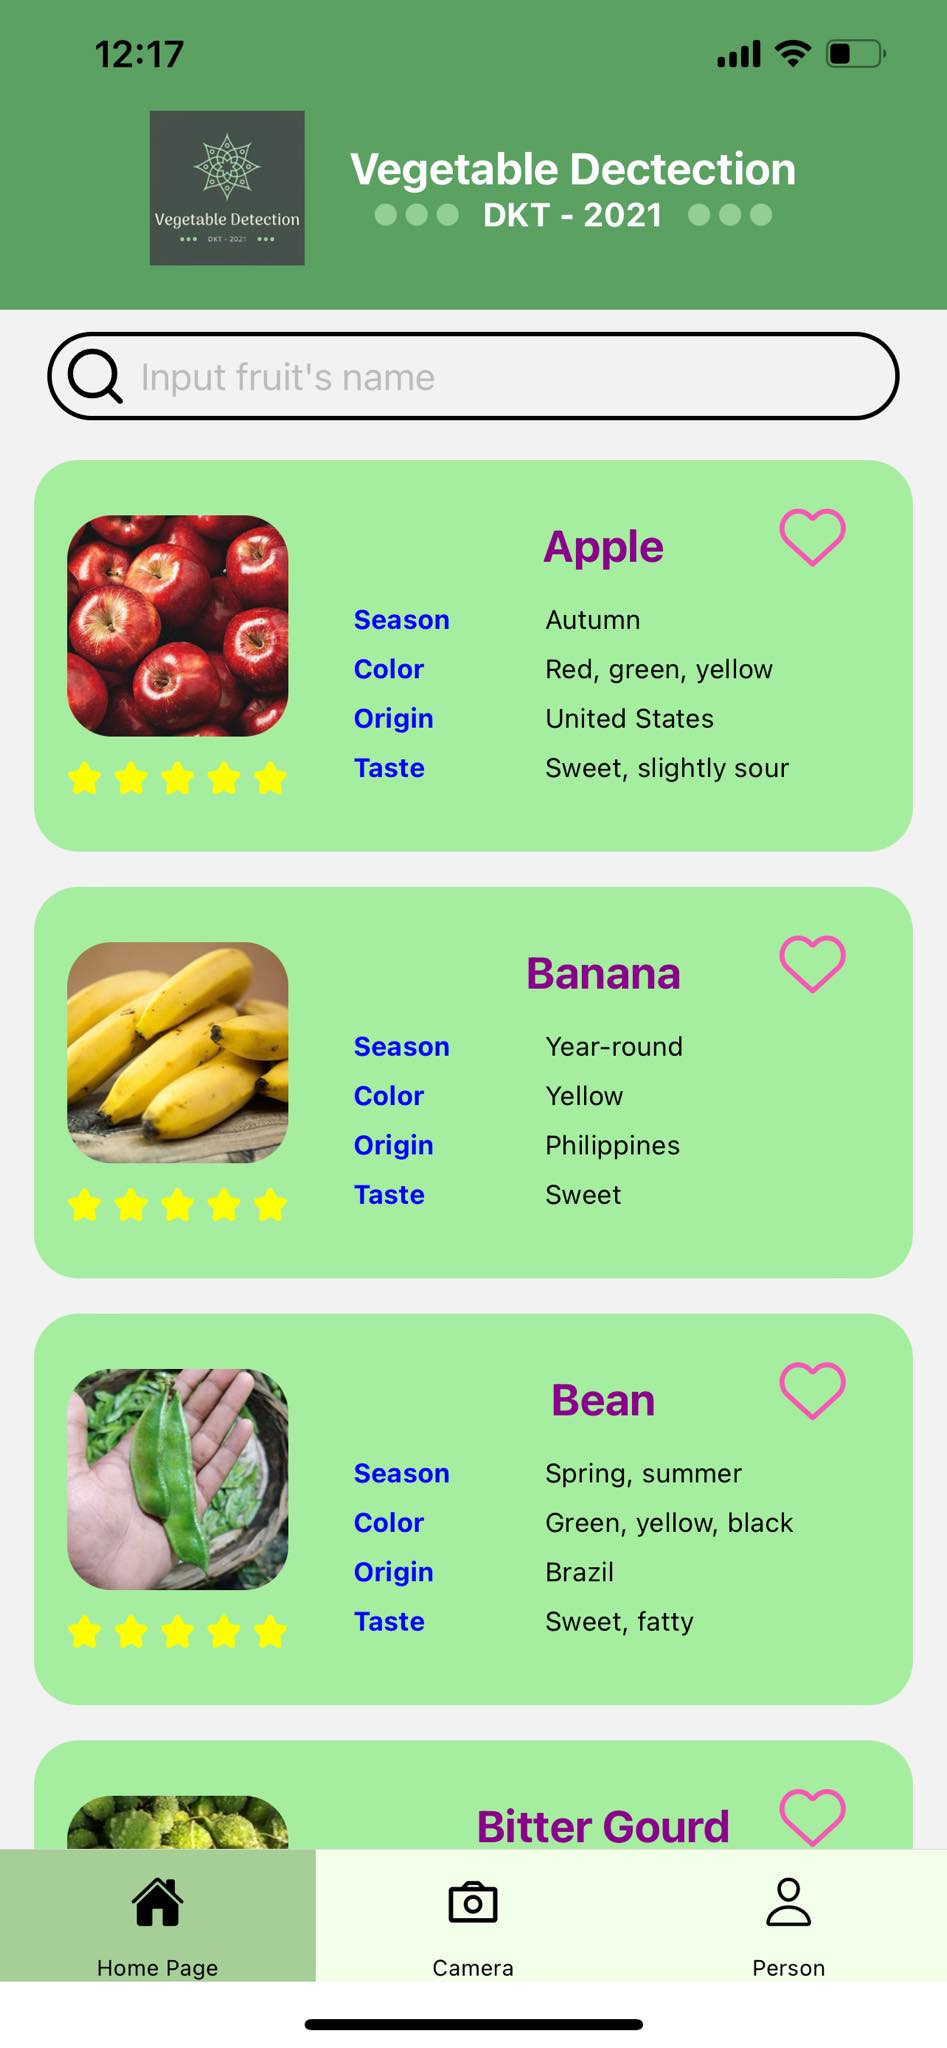 12:17
Vegetable Detection
DKT - 2021
Vegetable Dectection
DKT - 2021
Input fruit's name
Apple
Season Autumn
Color Red, green, yellow
Origin United States
Taste Sweet, slightly sour
Banana
Season Year-round
Color Yellow
Origin Philippines
Taste Sweet
Bean
Season Spring, summer
Color Green, yellow, black
Origin Brazil
Taste Sweet, fatty
Bitter Gourd
Home Page Camera Person